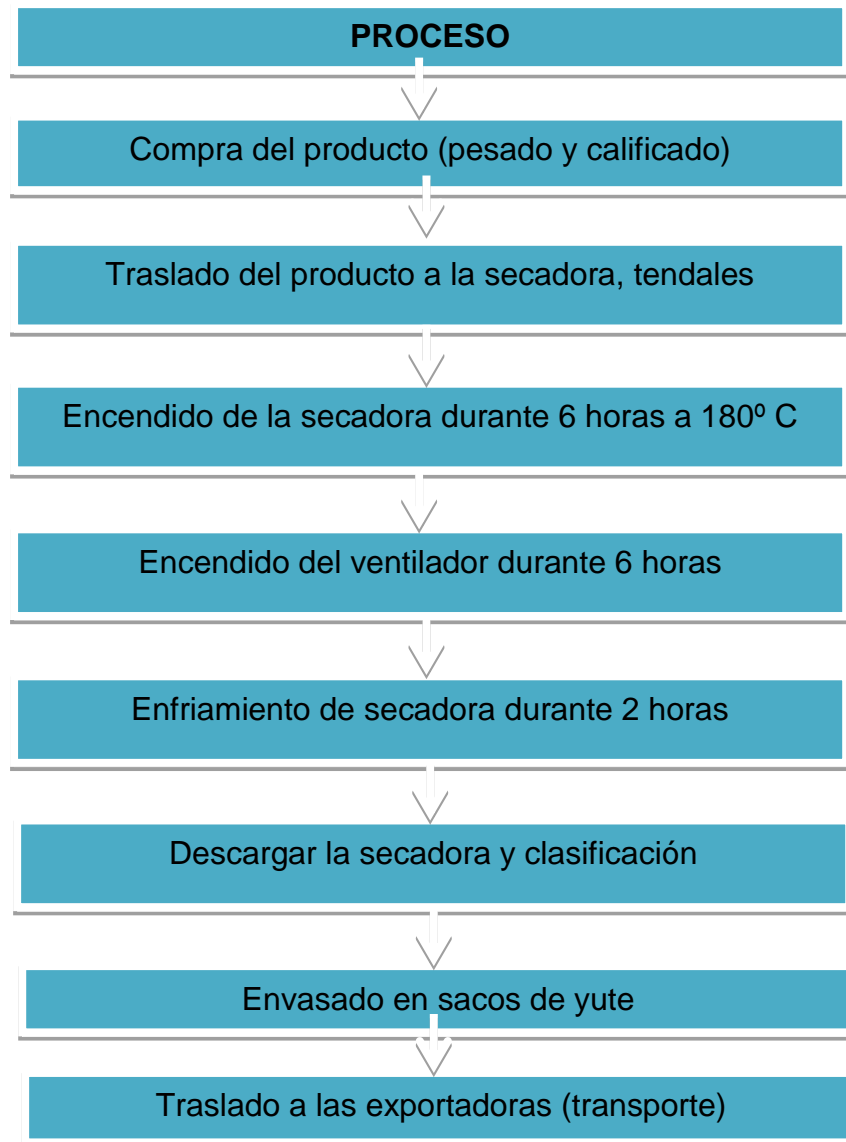 PROCESO
Compra del producto (pesado y calificado)
Traslado del producto a la secadora, tendales
Encendido de la secadora durante 6 horas a 180º C
Encendido del ventilador durante 6 horas
Enfriamiento de secadora durante 2 horas
Descargar la secadora y clasificación
Envasado en sacos de yute
Traslado a las exportadoras (transporte)